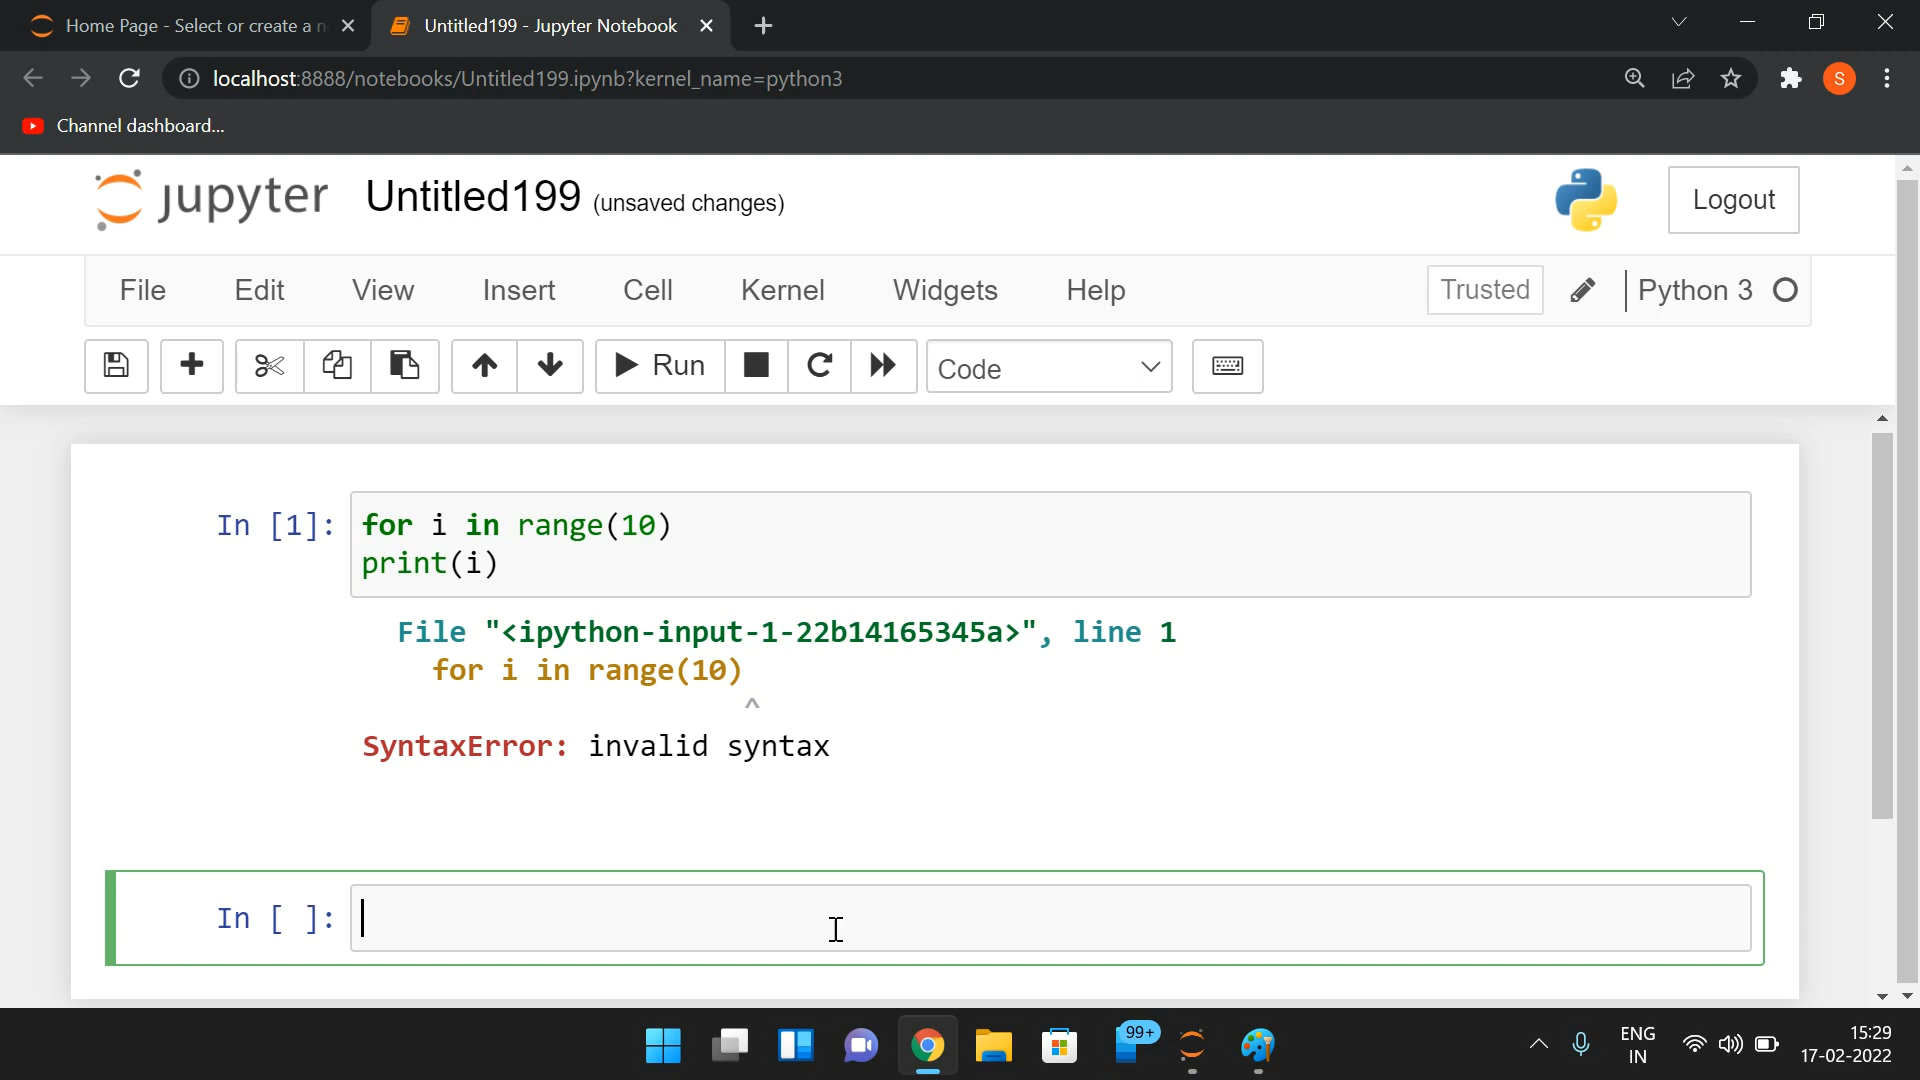 Home Page - Select or create a n
Untitled199 - Jupyter Notebook
localhost:8888/notebooks/Untitled199.ipynb?kernel_name=python3
S
Channel dashboard...
jupyter Untitled199 (unsaved changes)
Logout
File Edit View Insert Cell Kernel Widgets Help Trusted Python 3
Run Code
In [1]: for i in range(10)
print(i)
File "<ipython-input-1-22b14165345a>", line 1
for i in range(10)
^
SyntaxError: invalid syntax
In [ ]:
99+
ENG
IN
15:29
17-02-2022